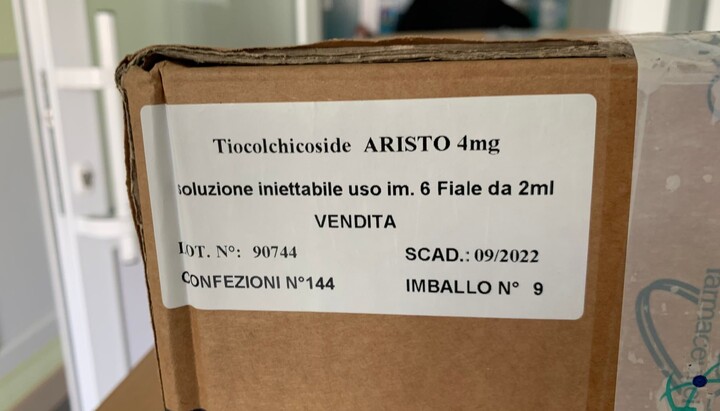 Tiocolchicoside ARISTO 4mg
soluzione iniettabile uso im. 6 Fiale da 2ml
VENDITA
LOT. N°: 90744 SCAD.: 09/2022
CONFEZIONI N°144 IMBALLO N° 9